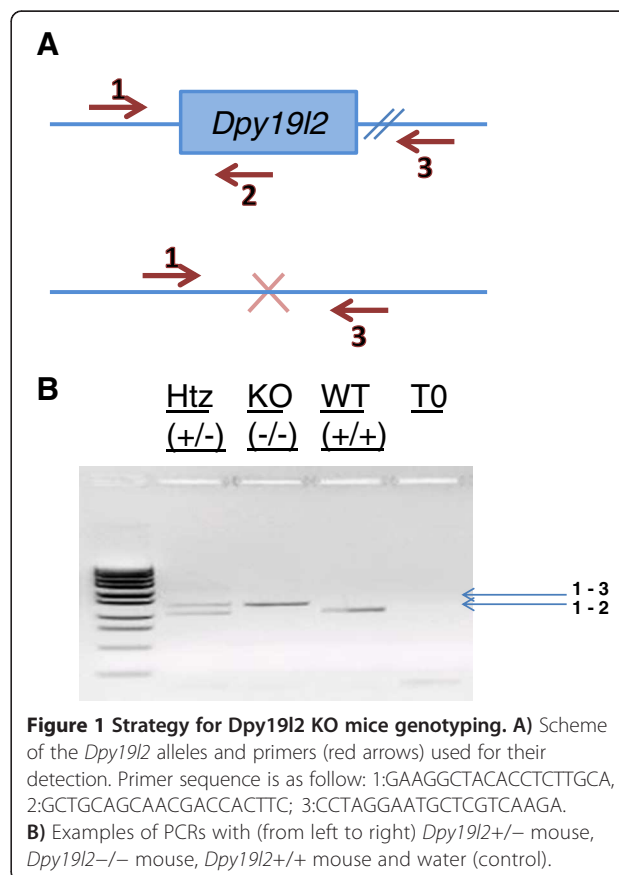 A
1
Dpy19l2
2
3
1
3
B
Htz KO WT T0
(+/-) (-/-) (+/+)
1 - 3
1 - 2
Figure 1 Strategy for Dpy19l2 KO mice genotyping. A) Scheme
of the Dpy19l2 alleles and primers (red arrows) used for their
detection. Primer sequence is as follow: 1:GAAGGCTACACCTCTTGCA,
2:GCTGCAGCAACGACCACTTC; 3:CCTAGGAATGCTCGTCAAGA.
B) Examples of PCRs with (from left to right) Dpy19l2+/− mouse,
Dpy19l2−/− mouse, Dpy19l2+/+ mouse and water (control).